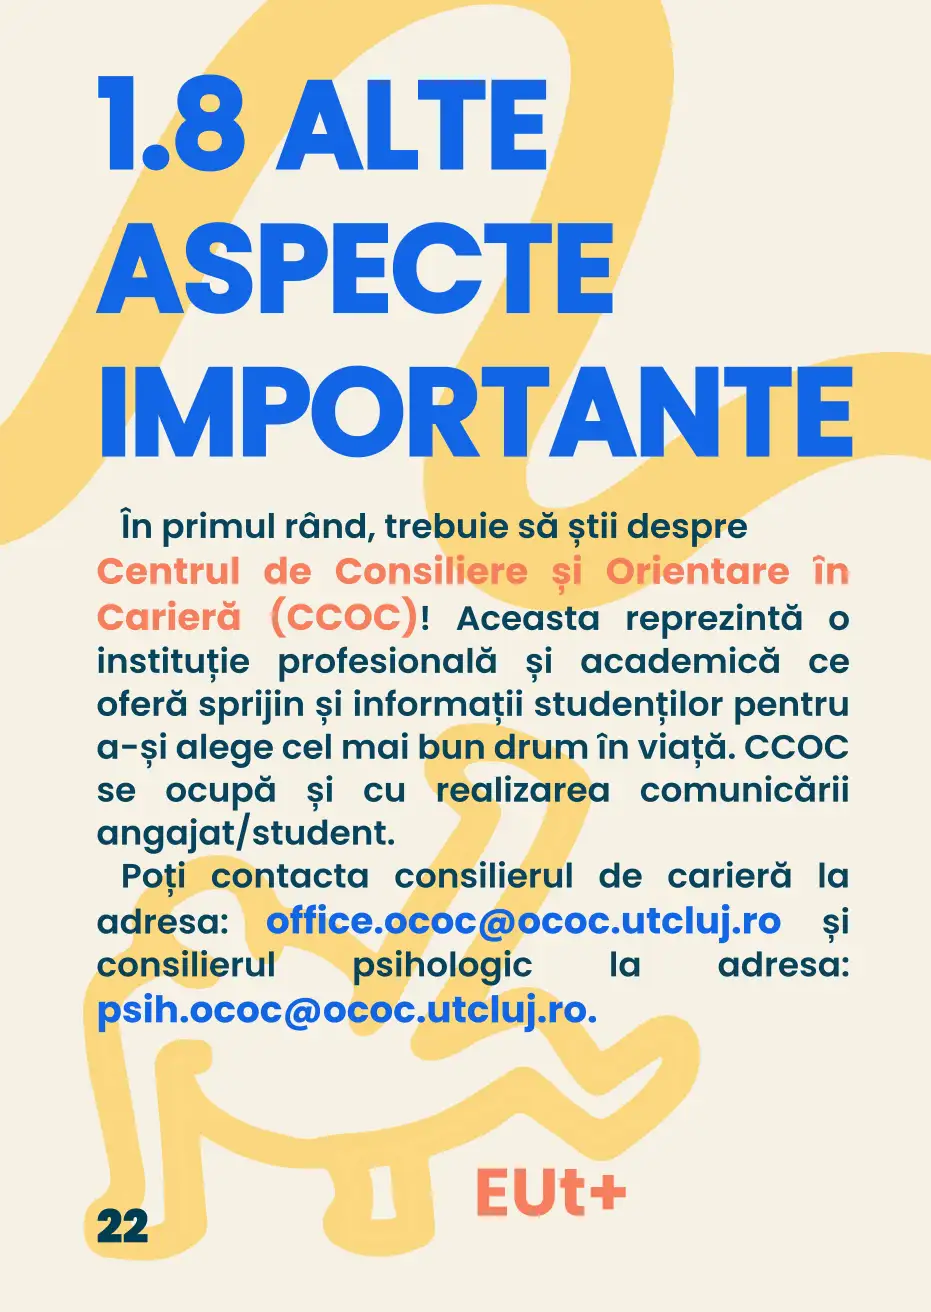 1.8 ALTE
ASPECTE
IMPORTANTE
În primul rând, trebuie să știi despre
Centrul de Consiliere și Orientare în
Carieră (CCOC)! Aceasta reprezintă o
instituție profesională și academică ce
oferă sprijin și informații studenților pentru
a-și alege cel mai bun drum în viață. CCOC
se ocupă și cu realizarea comunicării
angajat/student.
Poți contacta consilierul de carieră la
adresa: office.ococ@ococ.utcluj.ro și
consilierul psihologic la adresa:
psih.ococ@ococ.utcluj.ro.
EUt+
22